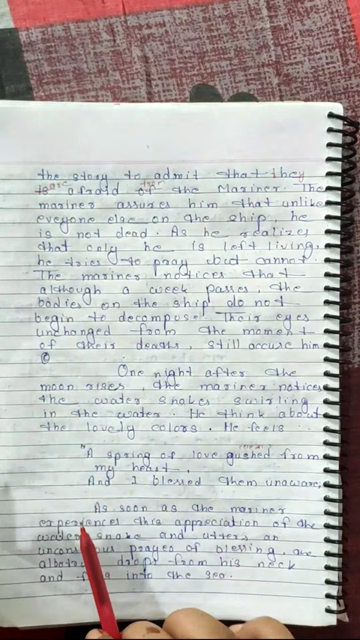 the story to admit that they
is are afraid of from the Mariner. The
mariner assures him that unlike
eveyone else on the ship, he
is not dead. As he realizes
that only he is left living,
he tries to pray but cannot.
The mariner notices that
although a week passes, the
bodies on the ship do not
begin to decompose. Their eyes
unchanged from the moment
of their deaths, still accuse him
One night after the
moon rises, the mariner notices
the water snakes swirling
in the water. He think about
the lovely colors. He feels :-
"A spring of love gushed from
my heart,
And I blessed them unaware,
As soon as the mariner
experiences this appreciation of the
water snake and utters an
unconscious prayer of blessing, the
albatross drops from his neck
and falls into the sea.